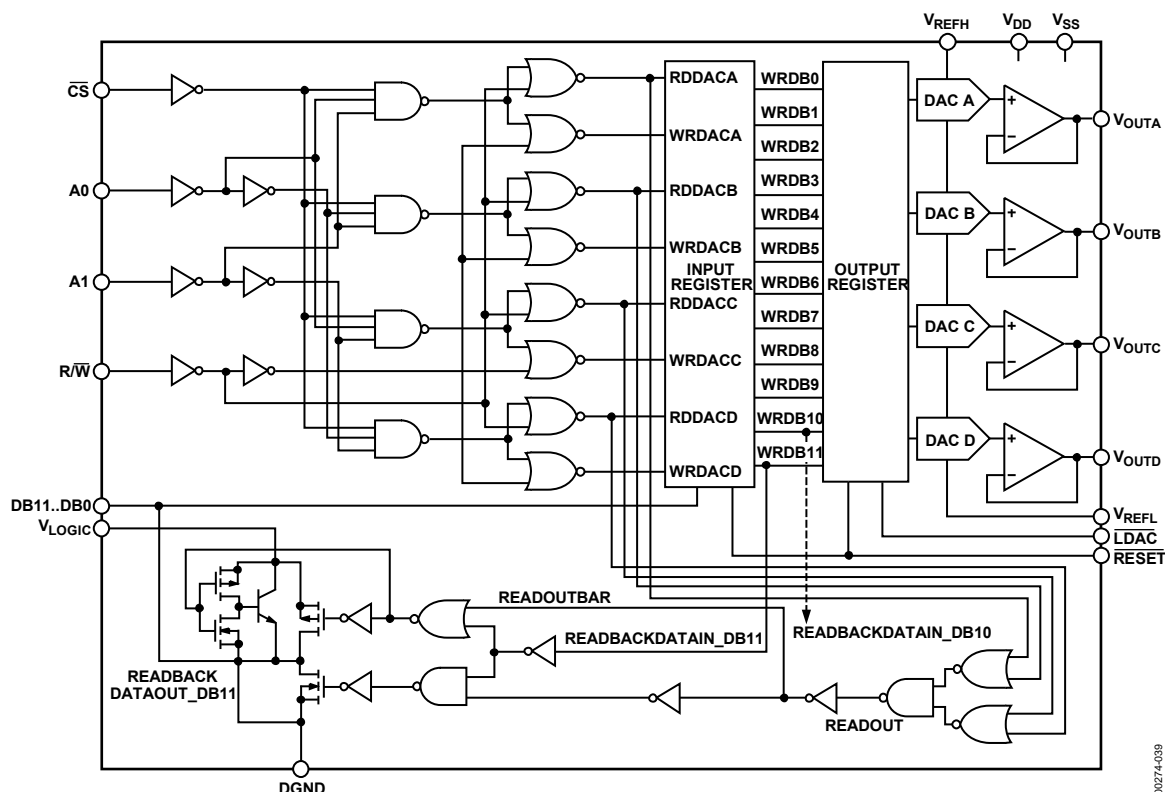 VREFH
VDD
VSS
CS
A0
A1
R/W
DB11..DB0
VLOGIC
RDDACA
WRDACA
RDDACB
WRDACB
INPUT
REGISTER
RDDACC
WRDACC
RDDACD
WRDACD
WRDB0
WRDB1
WRDB2
WRDB3
WRDB4
WRDB5
WRDB6
WRDB7
WRDB8
WRDB9
WRDB10
WRDB11
OUTPUT
REGISTER
DAC A
DAC B
DAC C
DAC D
+
−
+
−
+
−
+
−
VOUTA
VOUTB
VOUTC
VOUTD
VREFL
LDAC
RESET
READOUTBAR
READBACKDATAIN_DB11
READBACKDATAIN_DB10
READBACK
DATAOUT_DB11
READOUT
DGND
00274-039